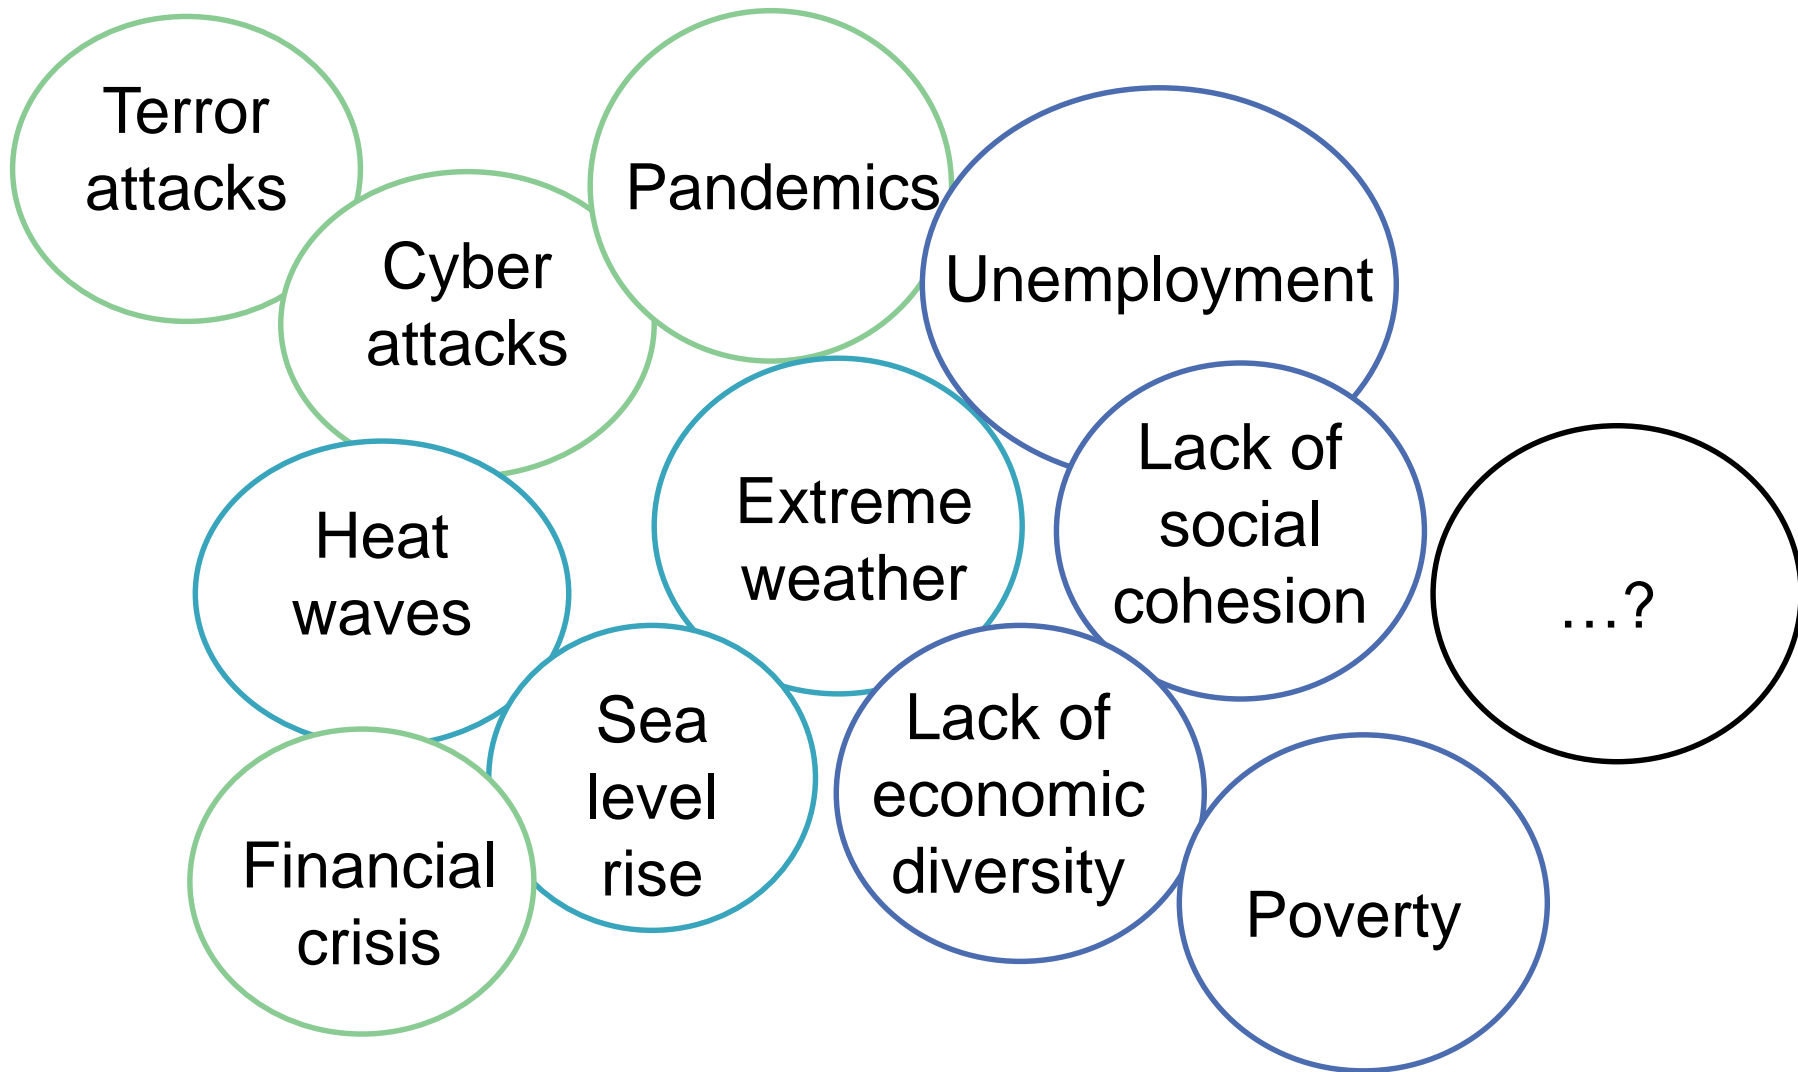 Terror
attacks
Cyber
attacks
Pandemics
Unemployment
Heat
waves
Extreme
weather
Lack of
social
cohesion
…?
Financial
crisis
Sea
level
rise
Lack of
economic
diversity
Poverty